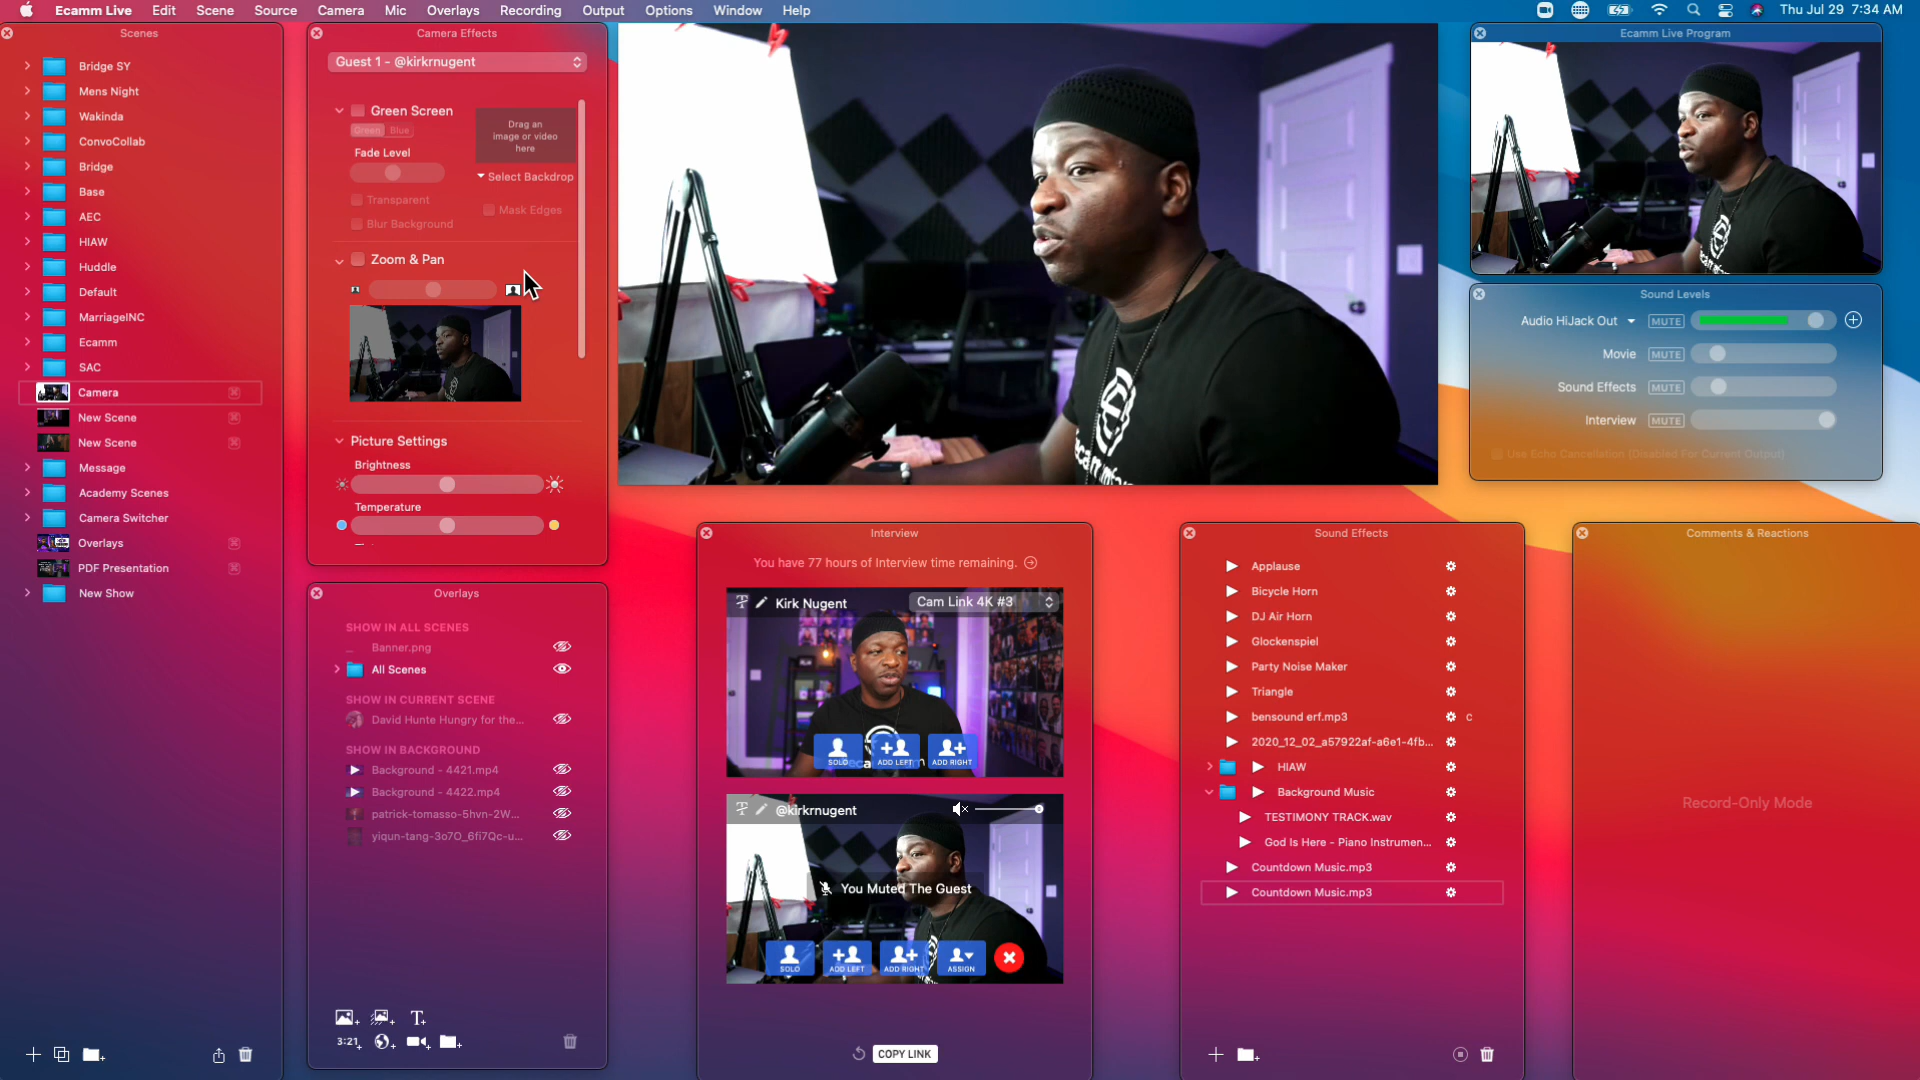 Ecamm Live Edit Scene Source Camera Mic Overlays Recording Output Options Window Help
Thu Jul 29 7:34 AM
Scenes
Bridge SY
Mens Night
Wakinda
ConvoCollab
Bridge
Base
AEC
HIAW
Huddle
Default
MarriageINC
Ecamm
SAC
Camera
New Scene
New Scene
Message
Academy Scenes
Camera Switcher
Overlays
PDF Presentation
New Show
Camera Effects
Guest 1 - @kirkrnugent
Green Screen
Green Blue
Drag an
image or video
here
Fade Level
Select Backdrop
Transparent
Mask Edges
Blur Background
Zoom & Pan
Picture Settings
Brightness
Temperature
Overlays
SHOW IN ALL SCENES
Banner.png
All Scenes
SHOW IN CURRENT SCENE
David Hunte Hungry for the...
SHOW IN BACKGROUND
Background - 4421.mp4
Background - 4422.mp4
patrick-tomasso-5hvn-2W...
yiqun-tang-3o7O_6fi7Qc-u...
3:21+
Interview
You have 77 hours of Interview time remaining.
Kirk Nugent
Cam Link 4K #3
SOLO
ADD LEFT
ADD RIGHT
@kirkrnugent
You Muted The Guest
SOLO
ADD LEFT
ADD RIGHT
ASSIGN
COPY LINK
Ecamm Live Program
Sound Levels
Audio HiJack Out MUTE
Movie MUTE
Sound Effects MUTE
Interview MUTE
Use Echo Cancellation (Disabled For Current Output)
Sound Effects
Applause
Bicycle Horn
DJ Air Horn
Glockenspiel
Party Noise Maker
Triangle
bensound erf.mp3 C
2020_12_02_a57922af-a6e1-4fb...
HIAW
Background Music
TESTIMONY TRACK.wav
God Is Here - Piano Instrumen...
Countdown Music.mp3
Countdown Music.mp3
Comments & Reactions
Record-Only Mode